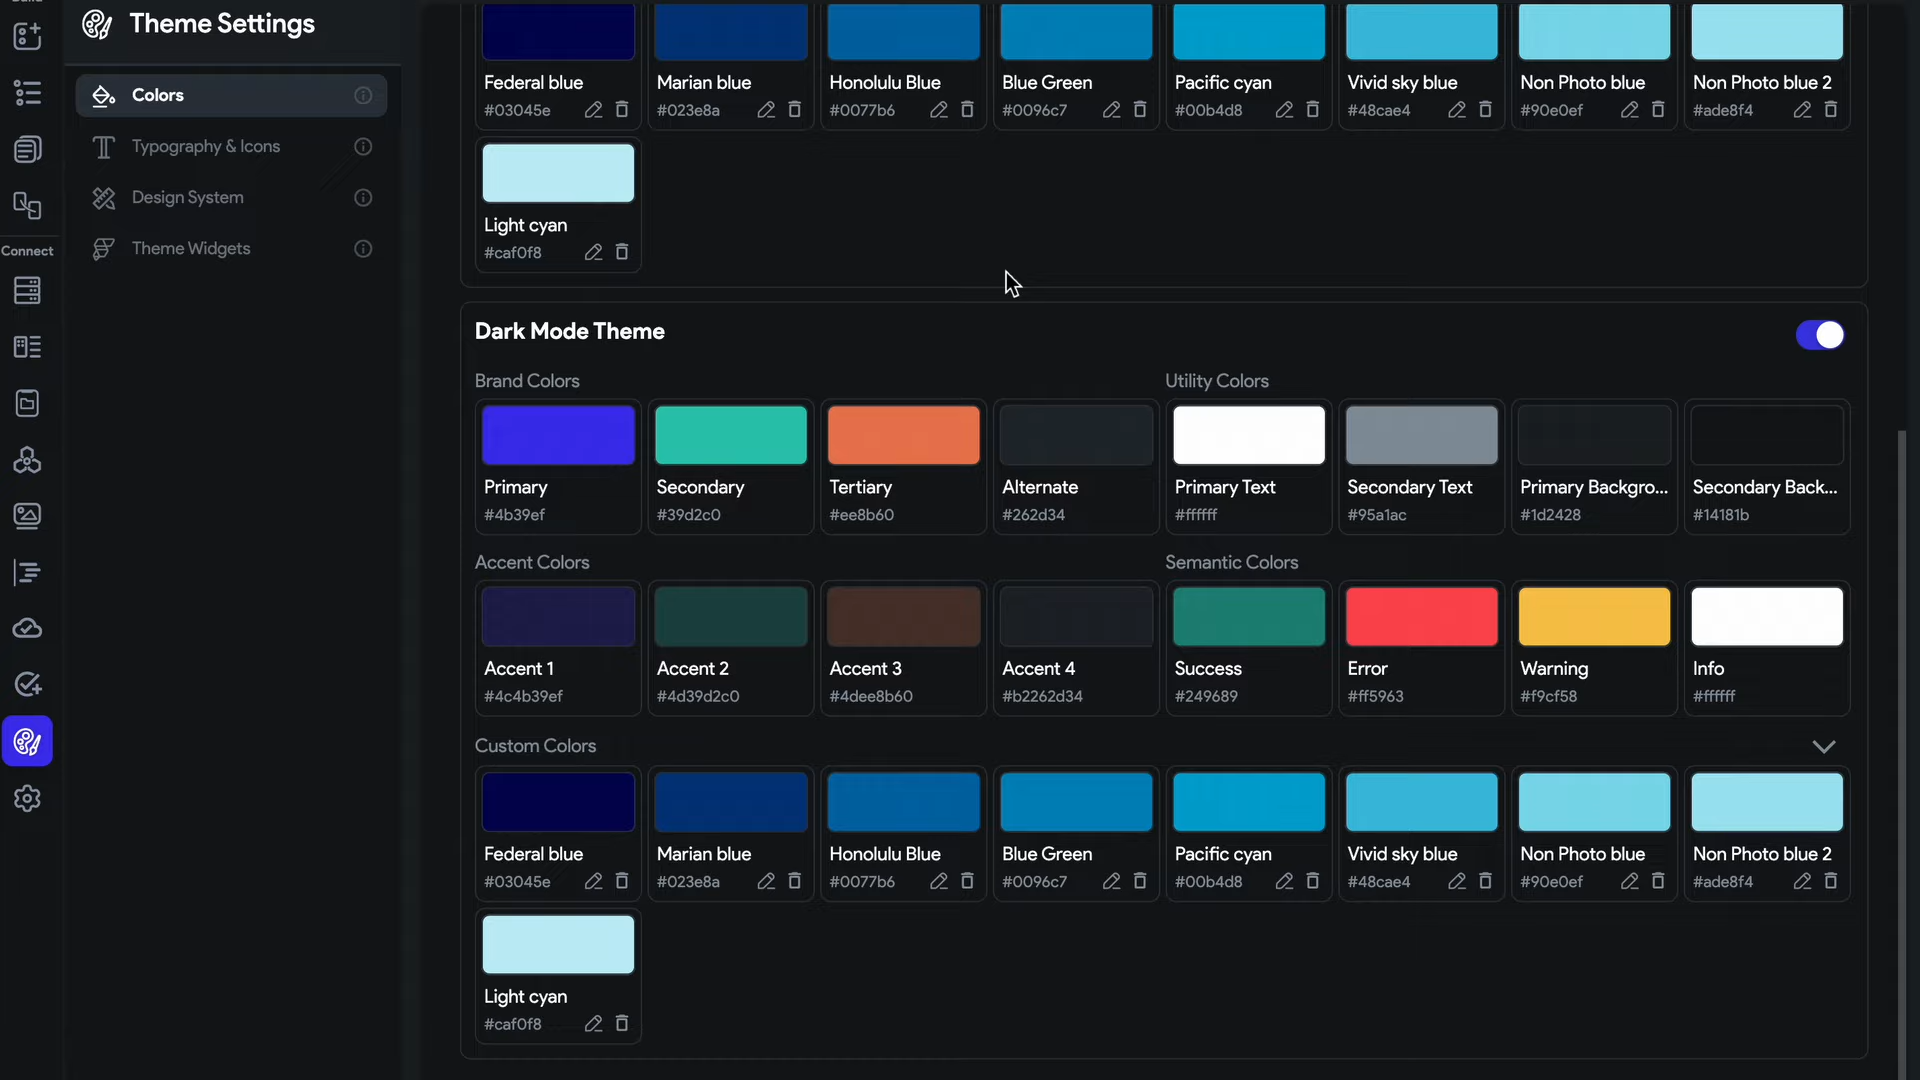 Theme Settings
Colors
Typography & Icons
Design System
Theme Widgets
Connect
Federal blue
#03045e
Marian blue
#023e8a
Honolulu Blue
#0077b6
Blue Green
#0096c7
Pacific cyan
#00b4d8
Vivid sky blue
#48cae4
Non Photo blue
#90e0ef
Non Photo blue 2
#ade8f4
Light cyan
#caf0f8
Dark Mode Theme
Brand Colors
Primary
#4b39ef
Secondary
#39d2c0
Tertiary
#ee8b60
Alternate
#262d34
Utility Colors
Primary Text
#ffffff
Secondary Text
#95a1ac
Primary Backgro...
#1d2428
Secondary Back...
#14181b
Accent Colors
Accent 1
#4c4b39ef
Accent 2
#4d39d2c0
Accent 3
#4dee8b60
Accent 4
#b2262d34
Semantic Colors
Success
#249689
Error
#ff5963
Warning
#f9cf58
Info
#ffffff
Custom Colors
Federal blue
#03045e
Marian blue
#023e8a
Honolulu Blue
#0077b6
Blue Green
#0096c7
Pacific cyan
#00b4d8
Vivid sky blue
#48cae4
Non Photo blue
#90e0ef
Non Photo blue 2
#ade8f4
Light cyan
#caf0f8